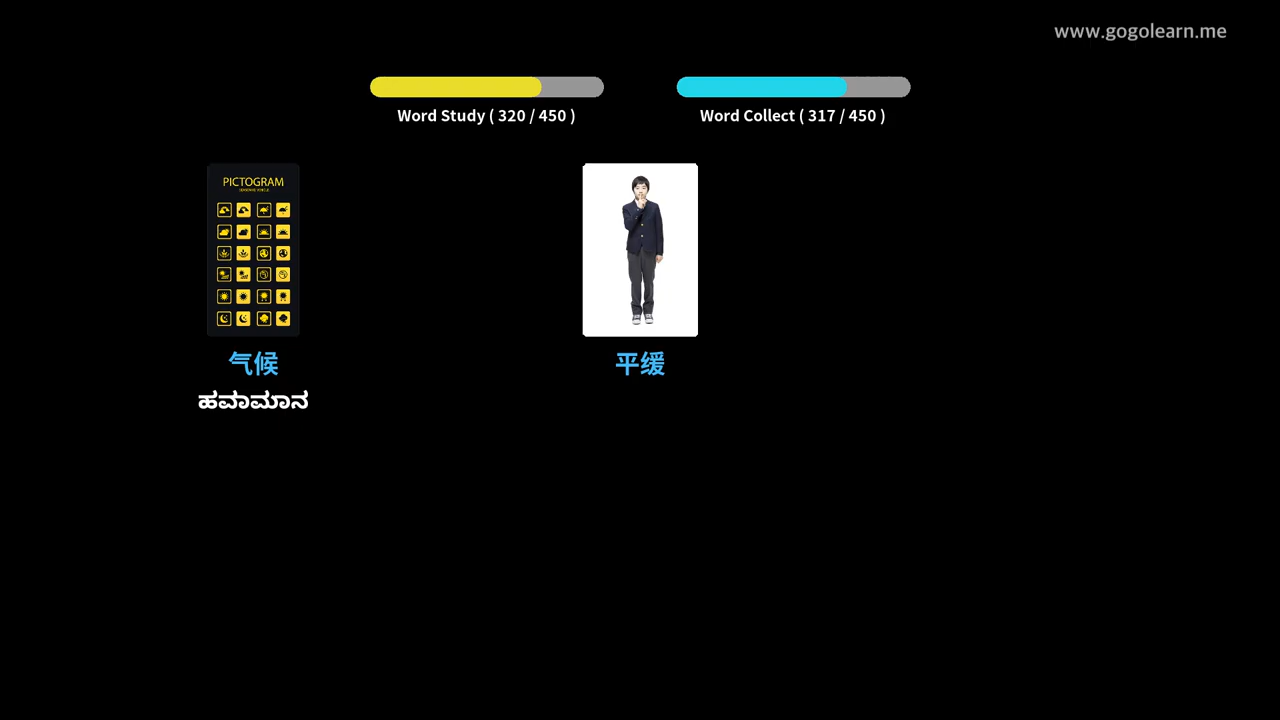 www.gogolearn.me
Word Study ( 320 / 450 )
Word Collect ( 317 / 450 )
PICTOGRAM
气候
平缓
ಹವಾಮಾನ